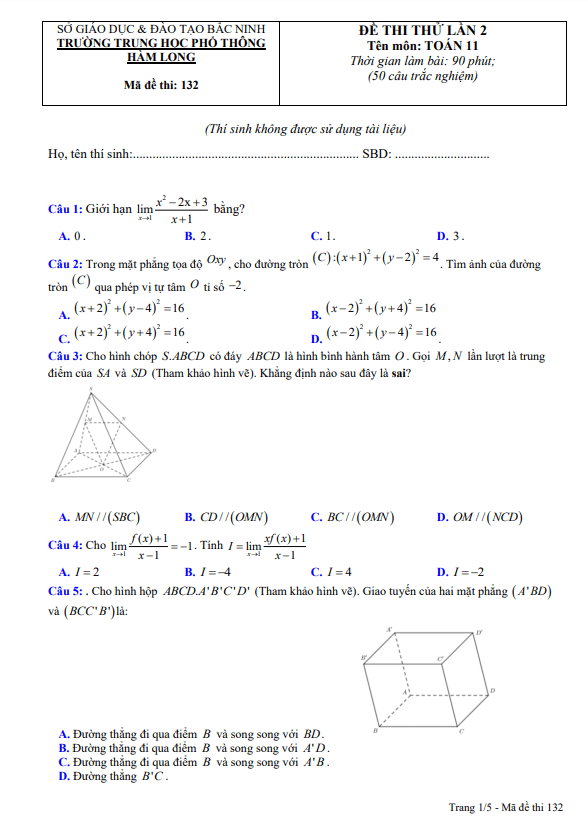 SỞ GIÁO DỤC & ĐÀO TẠO BẮC NINH
TRƯỜNG TRUNG HỌC PHỔ THÔNG
HÀM LONG
Mã đề thi: 132
ĐỀ THI THỬ LẦN 2
Tên môn: TOÁN 11
Thời gian làm bài: 90 phút;
(50 câu trắc nghiệm)
(Thí sinh không được sử dụng tài liệu)
Họ, tên thí sinh:..................................................................... SBD: .............................
Câu 1: Giới hạn lim x→1 (x² − 2x + 3)/(x + 1) bằng?
A. 0 . B. 2 . C. 1. D. 3 .
Câu 2: Trong mặt phẳng tọa độ Oxy , cho đường tròn (C):(x+1)²+(y−2)²=4. Tìm ảnh của đường
tròn (C) qua phép vị tự tâm O tỉ số −2.
A. (x+2)²+(y−4)²=16. B. (x−2)²+(y+4)²=16
C. (x+2)²+(y+4)²=16. D. (x−2)²+(y−4)²=16.
Câu 3: Cho hình chóp S.ABCD có đáy ABCD là hình bình hành tâm O . Gọi M, N lần lượt là trung
điểm của SA và SD (Tham khảo hình vẽ). Khẳng định nào sau đây là sai?
S
M N
A D
O
B C
A. MN//(SBC) B. CD//(OMN) C. BC//(OMN) D. OM//(NCD)
Câu 4: Cho lim x→1 (f(x)+1)/(x−1) = −1. Tính I = lim x→1 (xf(x)+1)/(x−1)
A. I = 2 B. I = −4 C. I = 4 D. I = −2
Câu 5: . Cho hình hộp ABCD.A'B'C'D' (Tham khảo hình vẽ). Giao tuyến của hai mặt phẳng (A'BD)
và (BCC'B')là:
A' D'
B' C'
A D
B C
A. Đường thẳng đi qua điểm B và song song với BD.
B. Đường thẳng đi qua điểm B và song song với A'D.
C. Đường thẳng đi qua điểm B và song song với A'B.
D. Đường thẳng B'C.
Trang 1/5 - Mã đề thi 132